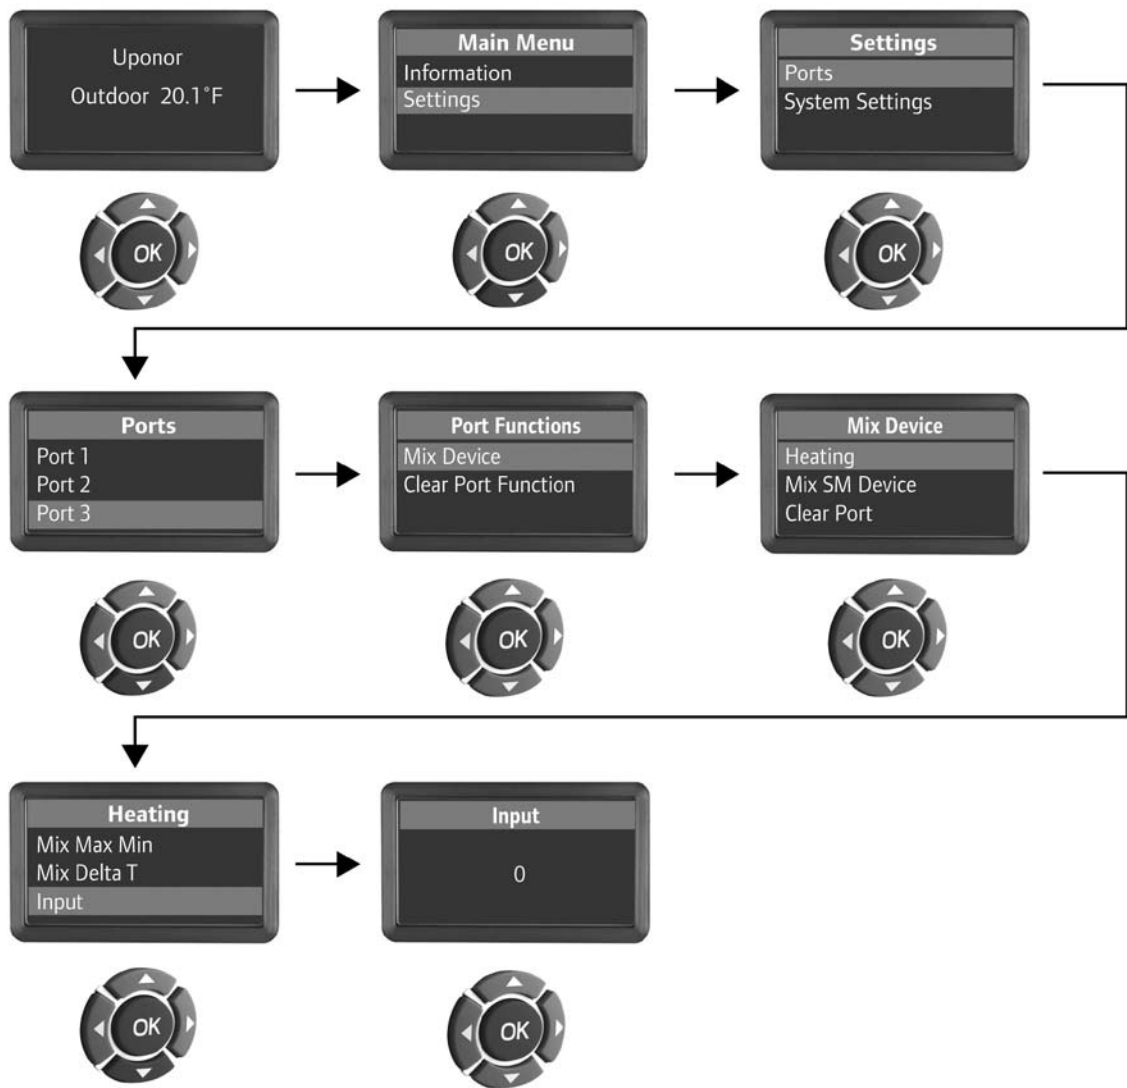 Uponor
Outdoor 20.1°F
Main Menu
Information
Settings
Settings
Ports
System Settings
OK
OK
OK
Ports
Port 1
Port 2
Port 3
Port Functions
Mix Device
Clear Port Function
Mix Device
Heating
Mix SM Device
Clear Port
OK
OK
OK
Heating
Mix Max Min
Mix Delta T
Input
Input
0
OK
OK